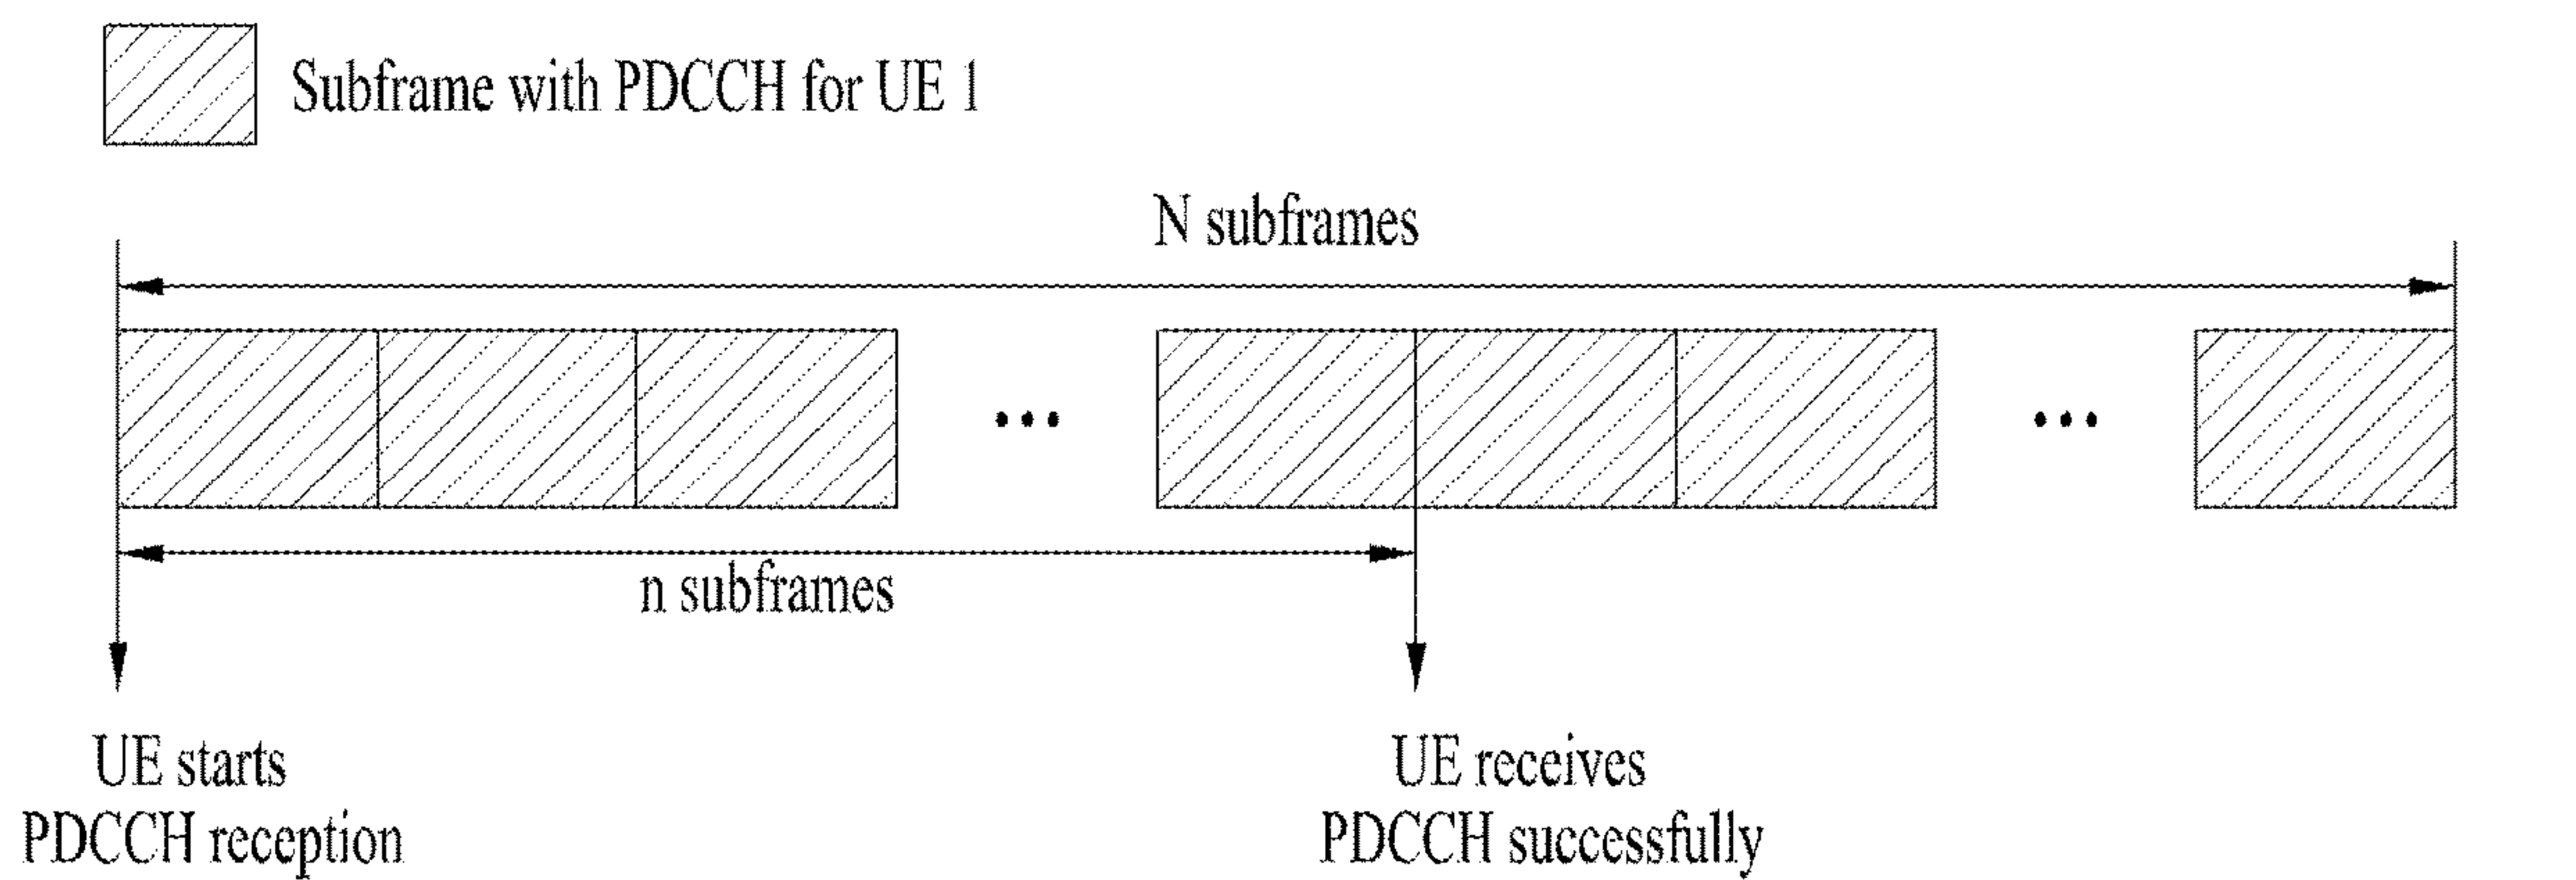 Subframe with PDCCH for UE 1
N subframes
n subframes
UE starts
PDCCH reception
UE receives
PDCCH successfully